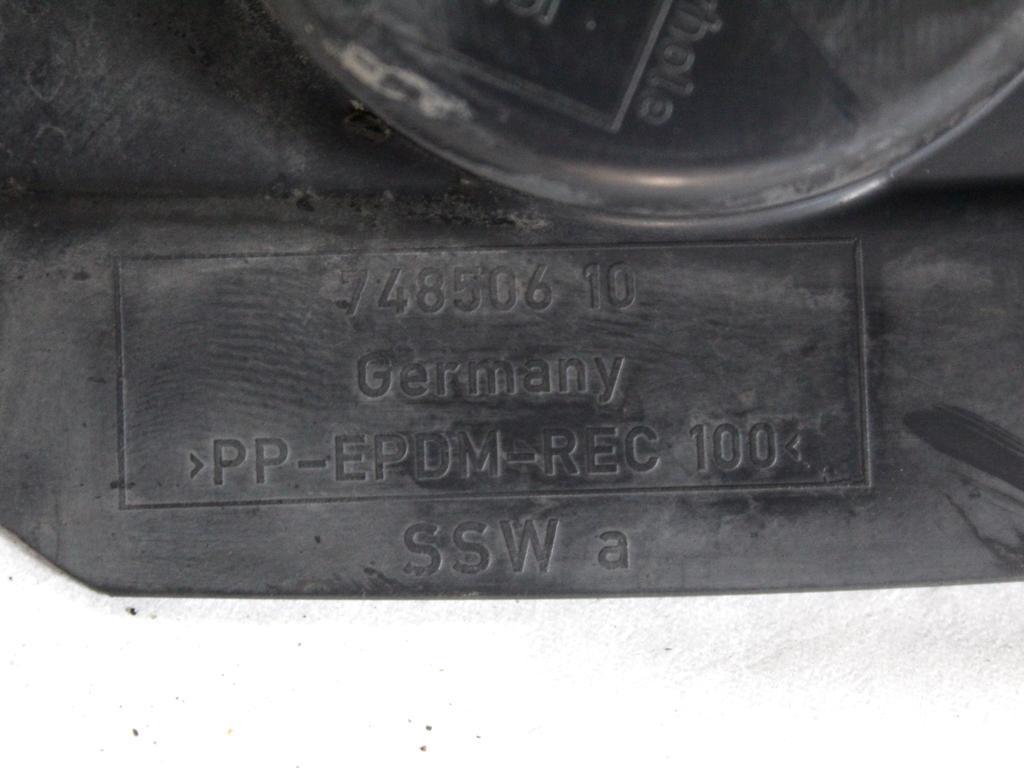 748506 10
Germany
>PP-EPDM-REC 100<
SSW a